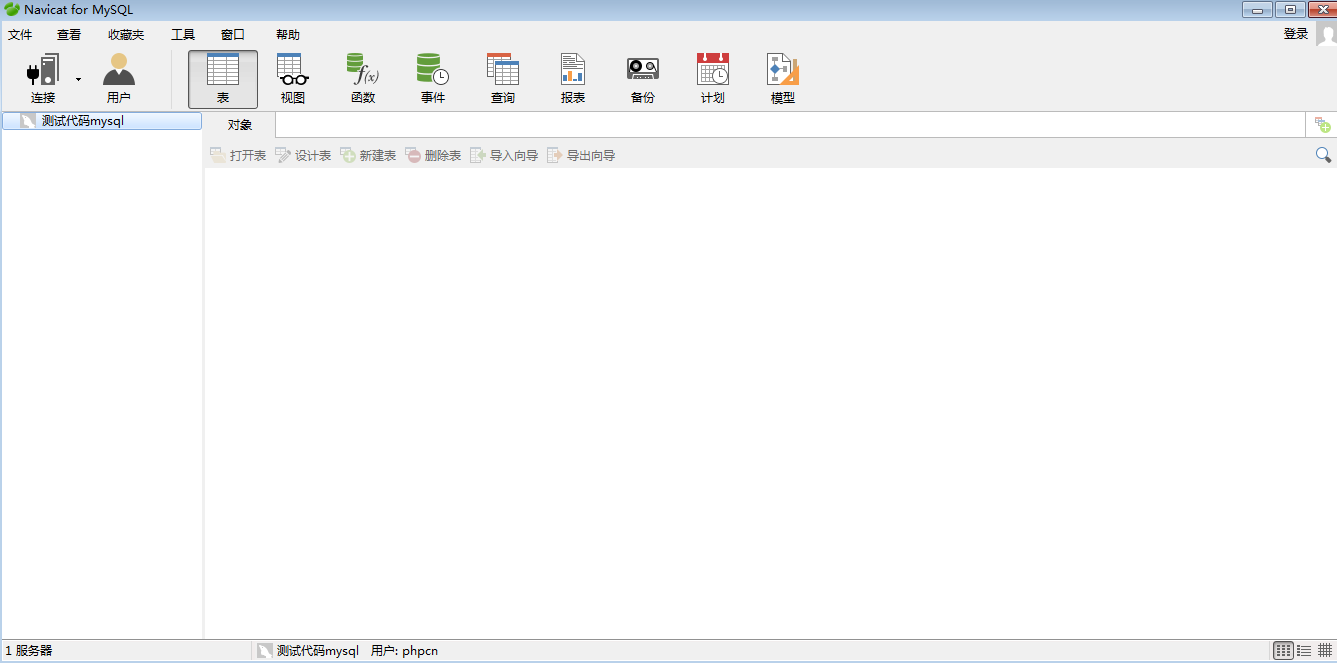 Navicat for MySQL
文件 查看 收藏夹 工具 窗口 帮助 登录
连接 用户 表 视图 函数 事件 查询 报表 备份 计划 模型
测试代码mysql 对象
打开表 设计表 新建表 删除表 导入向导 导出向导
1 服务器 测试代码mysql 用户: phpcn